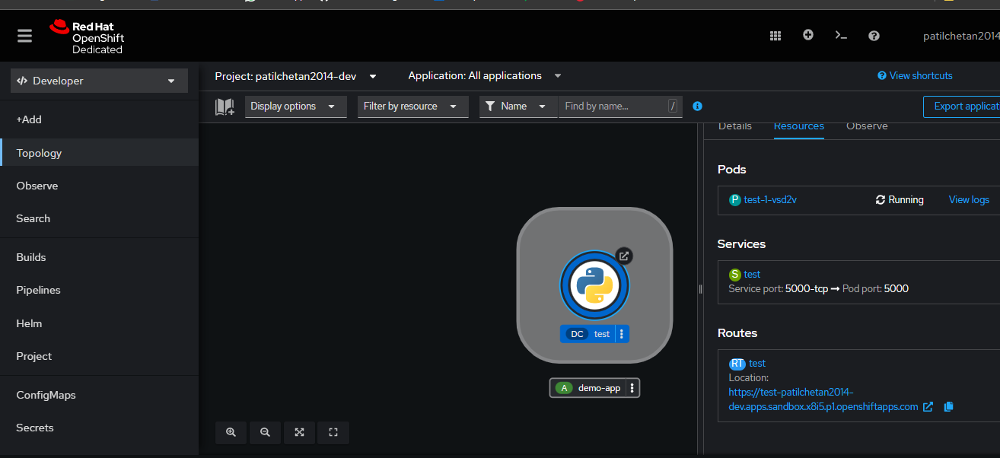 Red Hat
OpenShift
Dedicated
patilchetan2014
Developer
Project: patilchetan2014-dev
Application: All applications
View shortcuts
Display options
Filter by resource
Name
Find by name...
/
Export applicat
+Add
Topology
Observe
Search
Builds
Pipelines
Helm
Project
ConfigMaps
Secrets
DC test
A demo-app
Details
Resources
Observe
Pods
P test-1-vsd2v
Running
View logs
Services
S test
Service port: 5000-tcp ➞ Pod port: 5000
Routes
RT test
Location:
https://test-patilchetan2014-
dev.apps.sandbox.x8i5.p1.openshiftapps.com